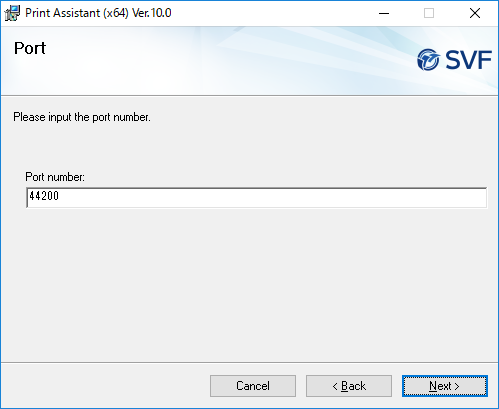 Print Assistant (x64) Ver.10.0
Port
SVF
Please input the port number.
Port number:
44200
Cancel
< Back
Next >